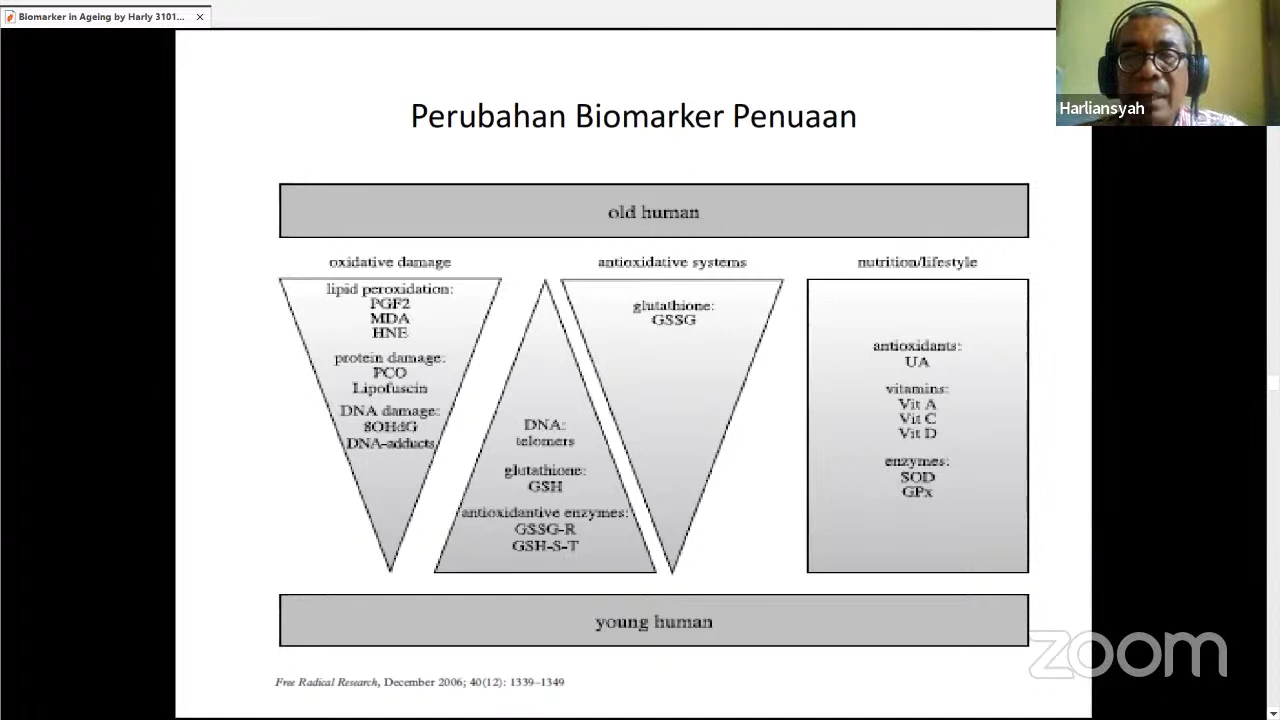 Biomarker in Ageing by Harly 3101...
Harliansyah
Perubahan Biomarker Penuaan
old human
oxidative damage
antioxidative systems
nutrition/lifestyle
lipid peroxidation:
PGF2
MDA
HNE
protein damage:
PCO
Lipofuscin
DNA damage:
8OHdG
DNA-adducts
DNA:
telomers
glutathione:
GSH
antioxidantive enzymes:
GSSG-R
GSH-S-T
glutathione:
GSSG
antioxidants:
UA
vitamins:
Vit A
Vit C
Vit D
enzymes:
SOD
GPx
young human
Free Radical Research, December 2006; 40(12): 1339–1349
zoom